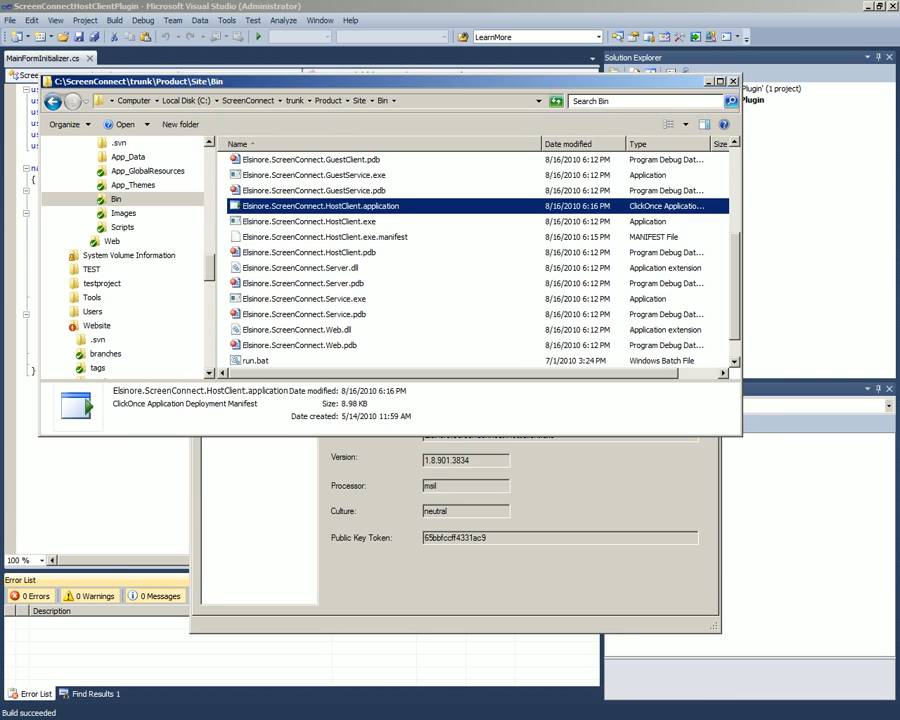 ScreenConnectHostClientPlugin - Microsoft Visual Studio (Administrator)
File Edit View Project Build Debug Team Data Tools Test Analyze Window Help
LearnMore
MainFormInitializer.cs
Solution Explorer
Scree
Plugin' (1 project)
Plugin
C:\ScreenConnect\trunk\Product\Site\Bin
Computer Local Disk (C:) ScreenConnect trunk Product Site Bin
Search Bin
Organize Open New folder
Name Date modified Type Size
.svn
App_Data
App_GlobalResources
App_Themes
Bin
Images
Scripts
Web
System Volume Information
TEST
testproject
Tools
Users
Website
.svn
branches
tags
Elsinore.ScreenConnect.GuestClient.pdb 8/16/2010 6:12 PM Program Debug Dat...
Elsinore.ScreenConnect.GuestService.exe 8/16/2010 6:12 PM Application
Elsinore.ScreenConnect.GuestService.pdb 8/16/2010 6:12 PM Program Debug Dat...
Elsinore.ScreenConnect.HostClient.application 8/16/2010 6:16 PM ClickOnce Applicatio...
Elsinore.ScreenConnect.HostClient.exe 8/16/2010 6:12 PM Application
Elsinore.ScreenConnect.HostClient.exe.manifest 8/16/2010 6:15 PM MANIFEST File
Elsinore.ScreenConnect.HostClient.pdb 8/16/2010 6:12 PM Program Debug Dat...
Elsinore.ScreenConnect.Server.dll 8/16/2010 6:12 PM Application extension
Elsinore.ScreenConnect.Server.pdb 8/16/2010 6:12 PM Program Debug Dat...
Elsinore.ScreenConnect.Service.exe 8/16/2010 6:12 PM Application
Elsinore.ScreenConnect.Service.pdb 8/16/2010 6:12 PM Program Debug Dat...
Elsinore.ScreenConnect.Web.dll 8/16/2010 6:12 PM Application extension
Elsinore.ScreenConnect.Web.pdb 8/16/2010 6:12 PM Program Debug Dat...
run.bat 7/1/2010 3:24 PM Windows Batch File
Elsinore.ScreenConnect.HostClient.application Date modified: 8/16/2010 6:16 PM
ClickOnce Application Deployment Manifest Size: 8.98 KB
Date created: 5/14/2010 11:59 AM
Version: 1.8.901.3834
Processor: msil
Culture: neutral
Public Key Token: 65bbfccff4331ac9
100 %
Error List
0 Errors 0 Warnings 0 Messages
Description
Error List Find Results 1
Build succeeded